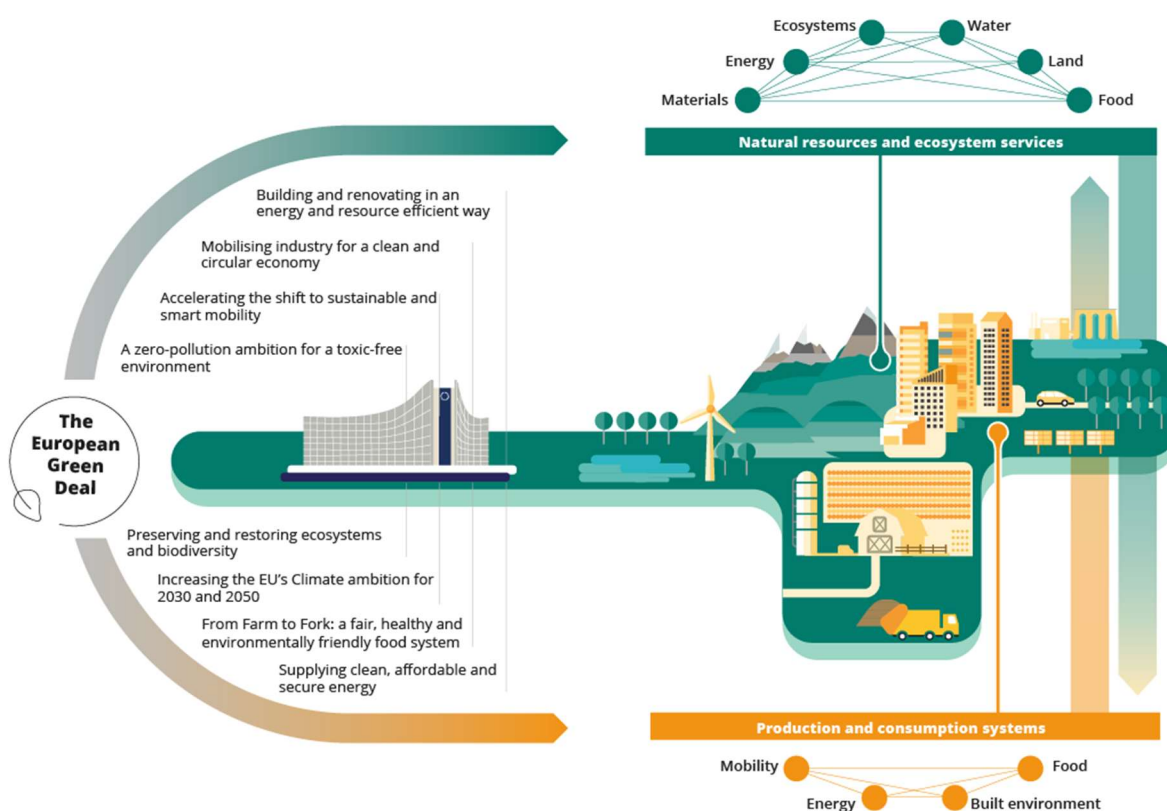 Ecosystems
Water
Energy
Land
Materials
Food
Natural resources and ecosystem services
Building and renovating in an
energy and resource efficient way
Mobilising industry for a clean and
circular economy
Accelerating the shift to sustainable and
smart mobility
A zero-pollution ambition for a toxic-free
environment
The
European
Green
Deal
Preserving and restoring ecosystems
and biodiversity
Increasing the EU's Climate ambition for
2030 and 2050
From Farm to Fork: a fair, healthy and
environmentally friendly food system
Supplying clean, affordable and
secure energy
Production and consumption systems
Mobility
Food
Energy
Built environment